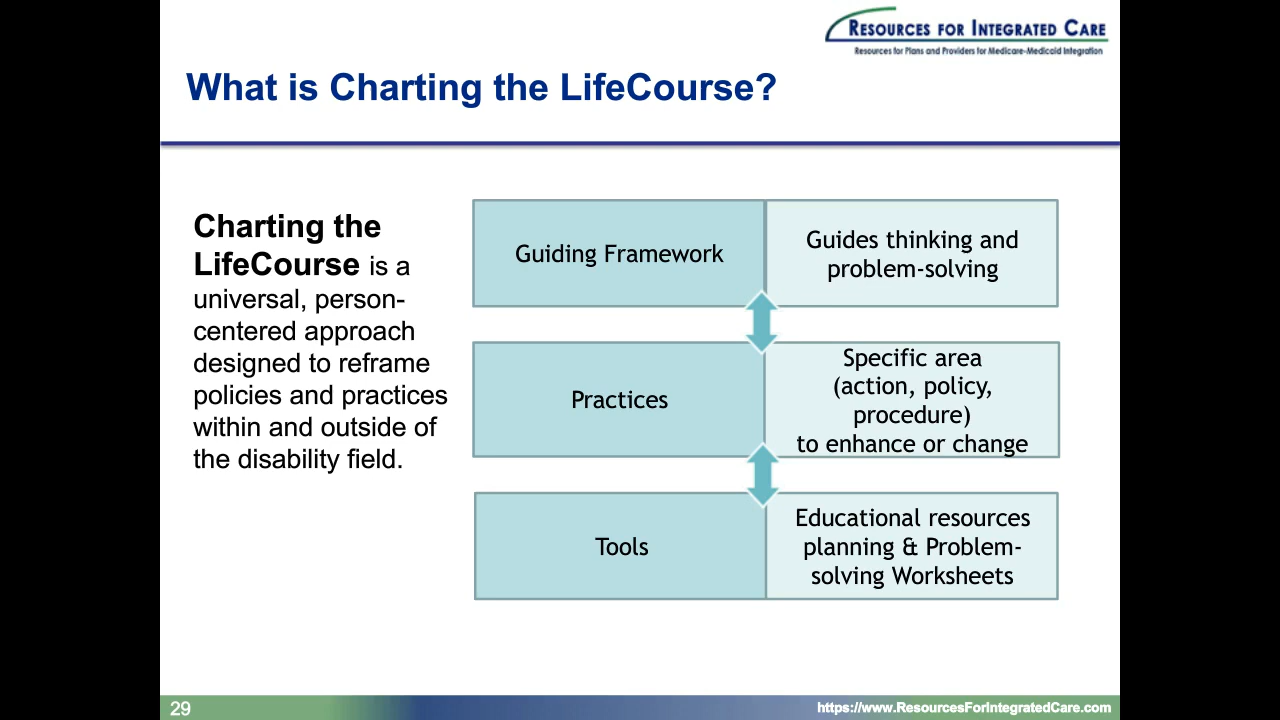 RESOURCES FOR INTEGRATED CARE
Resources for Plans and Providers for Medicare-Medicaid Integration
What is Charting the LifeCourse?
Charting the
LifeCourse is a
universal, person-
centered approach
designed to reframe
policies and practices
within and outside of
the disability field.
Guiding Framework
Guides thinking and
problem-solving
Practices
Specific area
(action, policy,
procedure)
to enhance or change
Tools
Educational resources
planning & Problem-
solving Worksheets
29
https://www.ResourcesForIntegratedCare.com